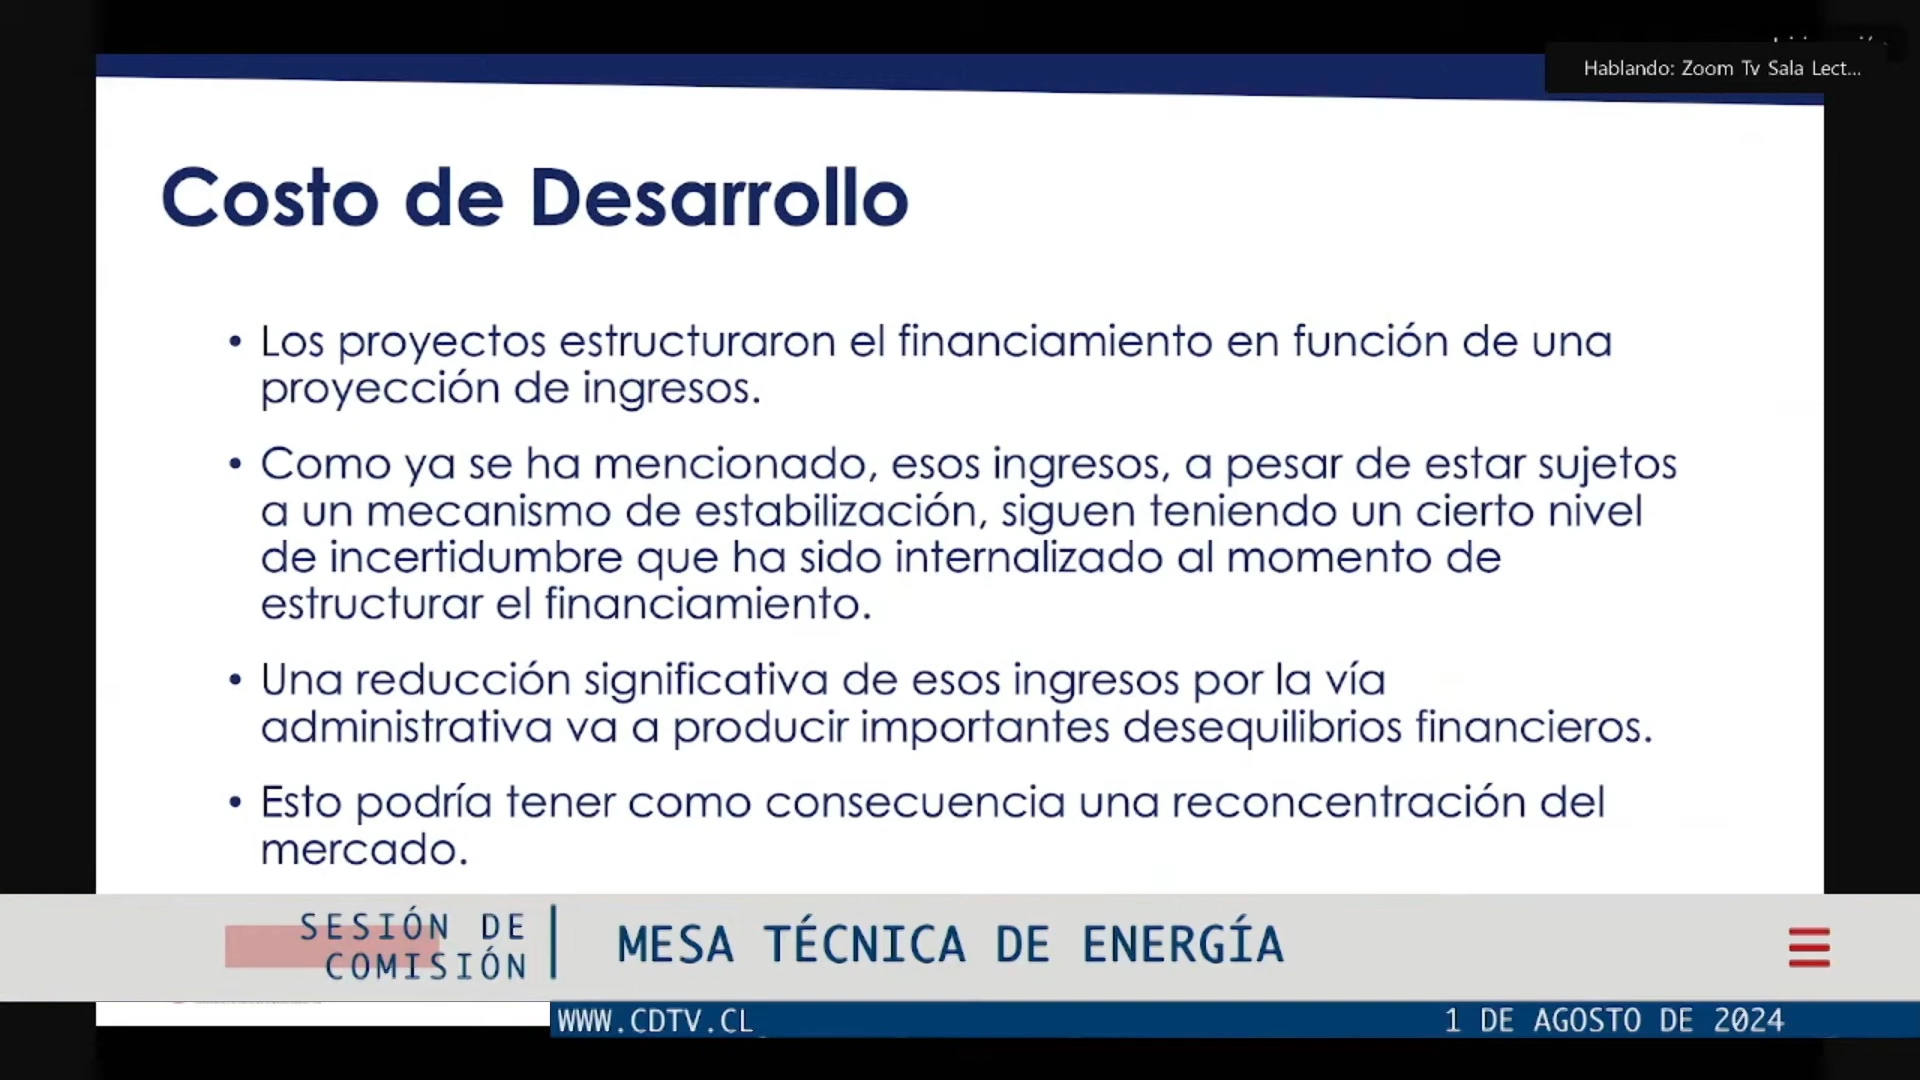 Hablando: Zoom Tv Sala Lect...
Costo de Desarrollo
• Los proyectos estructuraron el financiamiento en función de una
proyección de ingresos.
• Como ya se ha mencionado, esos ingresos, a pesar de estar sujetos
a un mecanismo de estabilización, siguen teniendo un cierto nivel
de incertidumbre que ha sido internalizado al momento de
estructurar el financiamiento.
• Una reducción significativa de esos ingresos por la vía
administrativa va a producir importantes desequilibrios financieros.
• Esto podría tener como consecuencia una reconcentración del
mercado.
SESIÓN DE
COMISIÓN
MESA TÉCNICA DE ENERGÍA
WWW.CDTV.CL
1 DE AGOSTO DE 2024